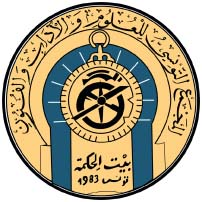 المجمع التونسي للعلوم والآداب والفنون
بيت الحكمة
تونس 1983